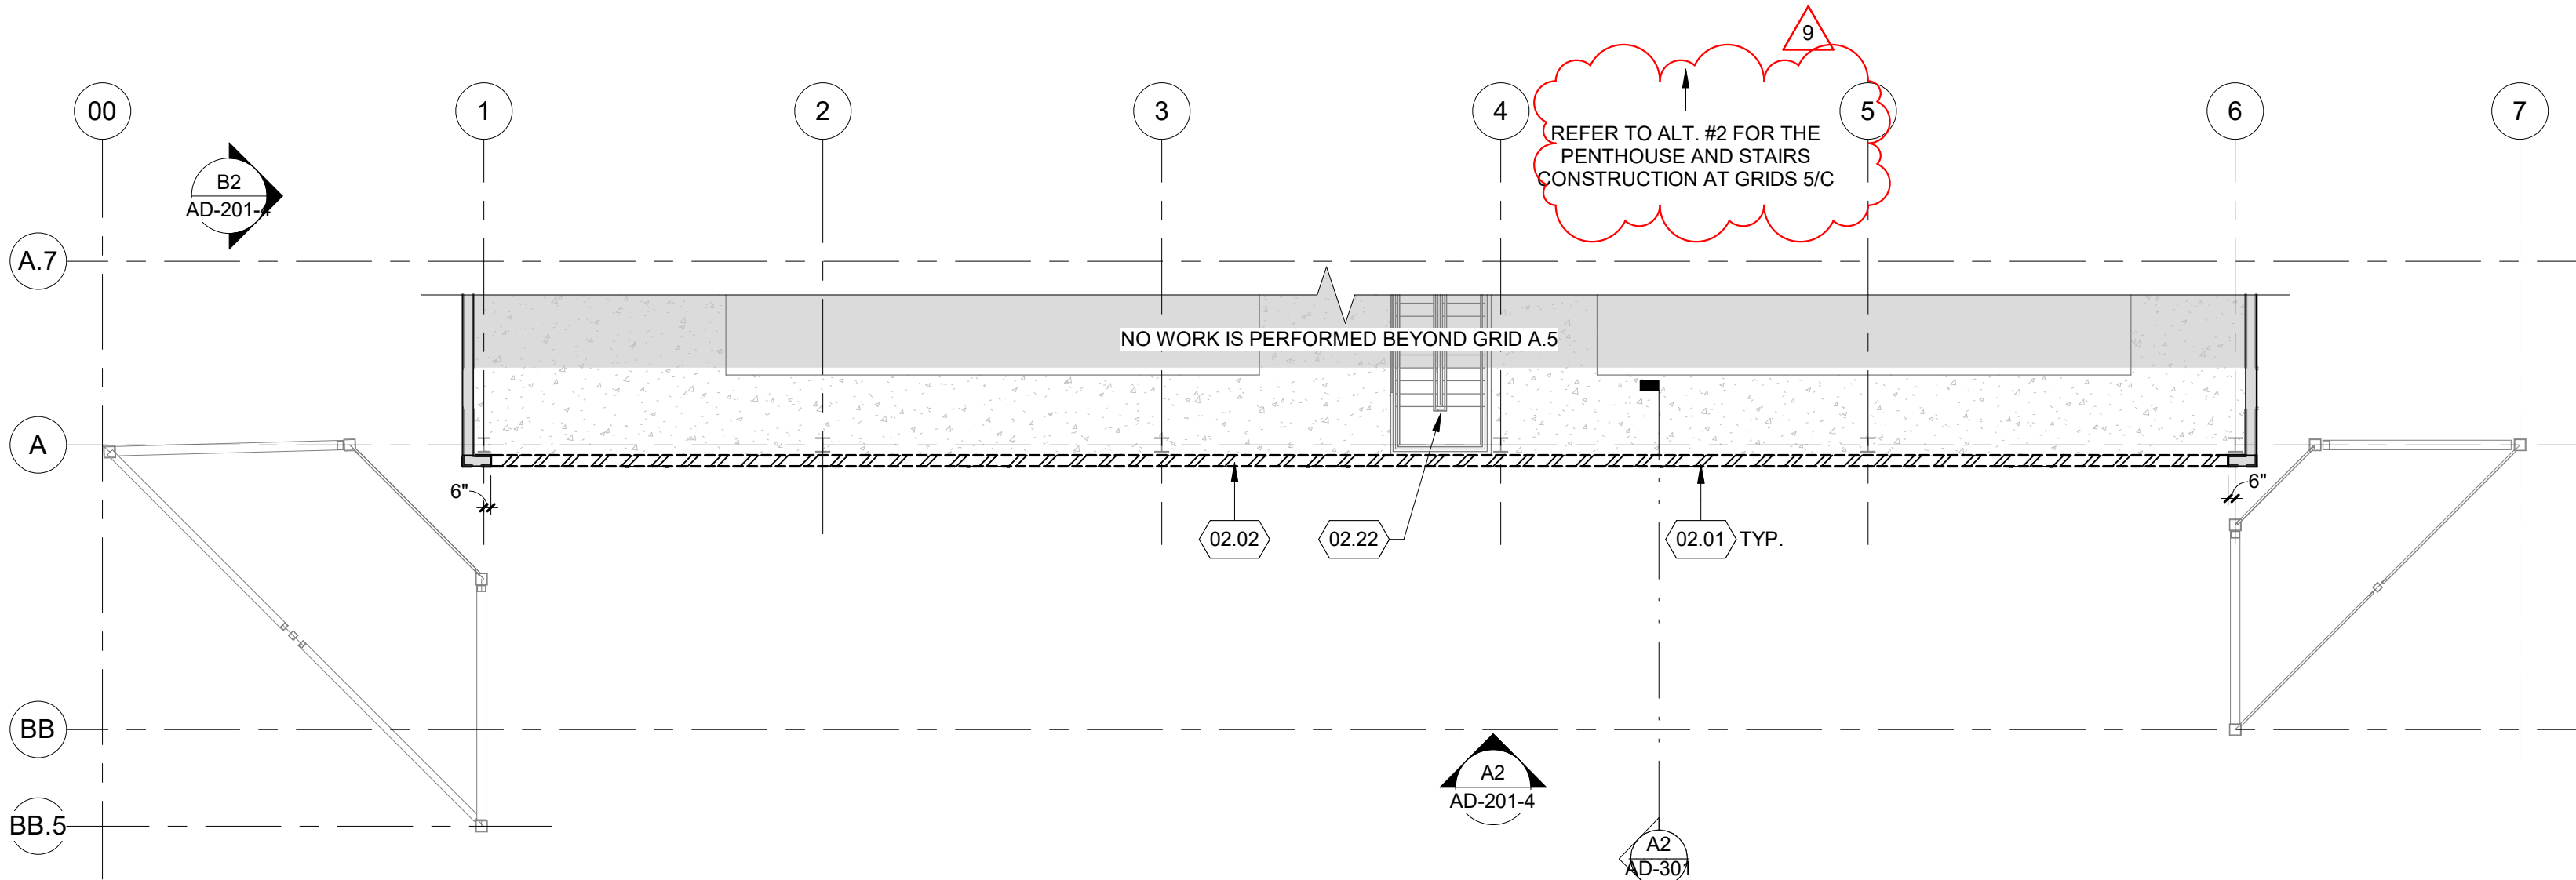 9
00
1
2
3
4
5
6
7
REFER TO ALT. #2 FOR THE
PENTHOUSE AND STAIRS
CONSTRUCTION AT GRIDS 5/C
B2
AD-201-4
A.7
NO WORK IS PERFORMED BEYOND GRID A.5
A
6"
6"
02.02
02.22
02.01
TYP.
BB
A2
AD-201-4
BB.5
A2
AD-301